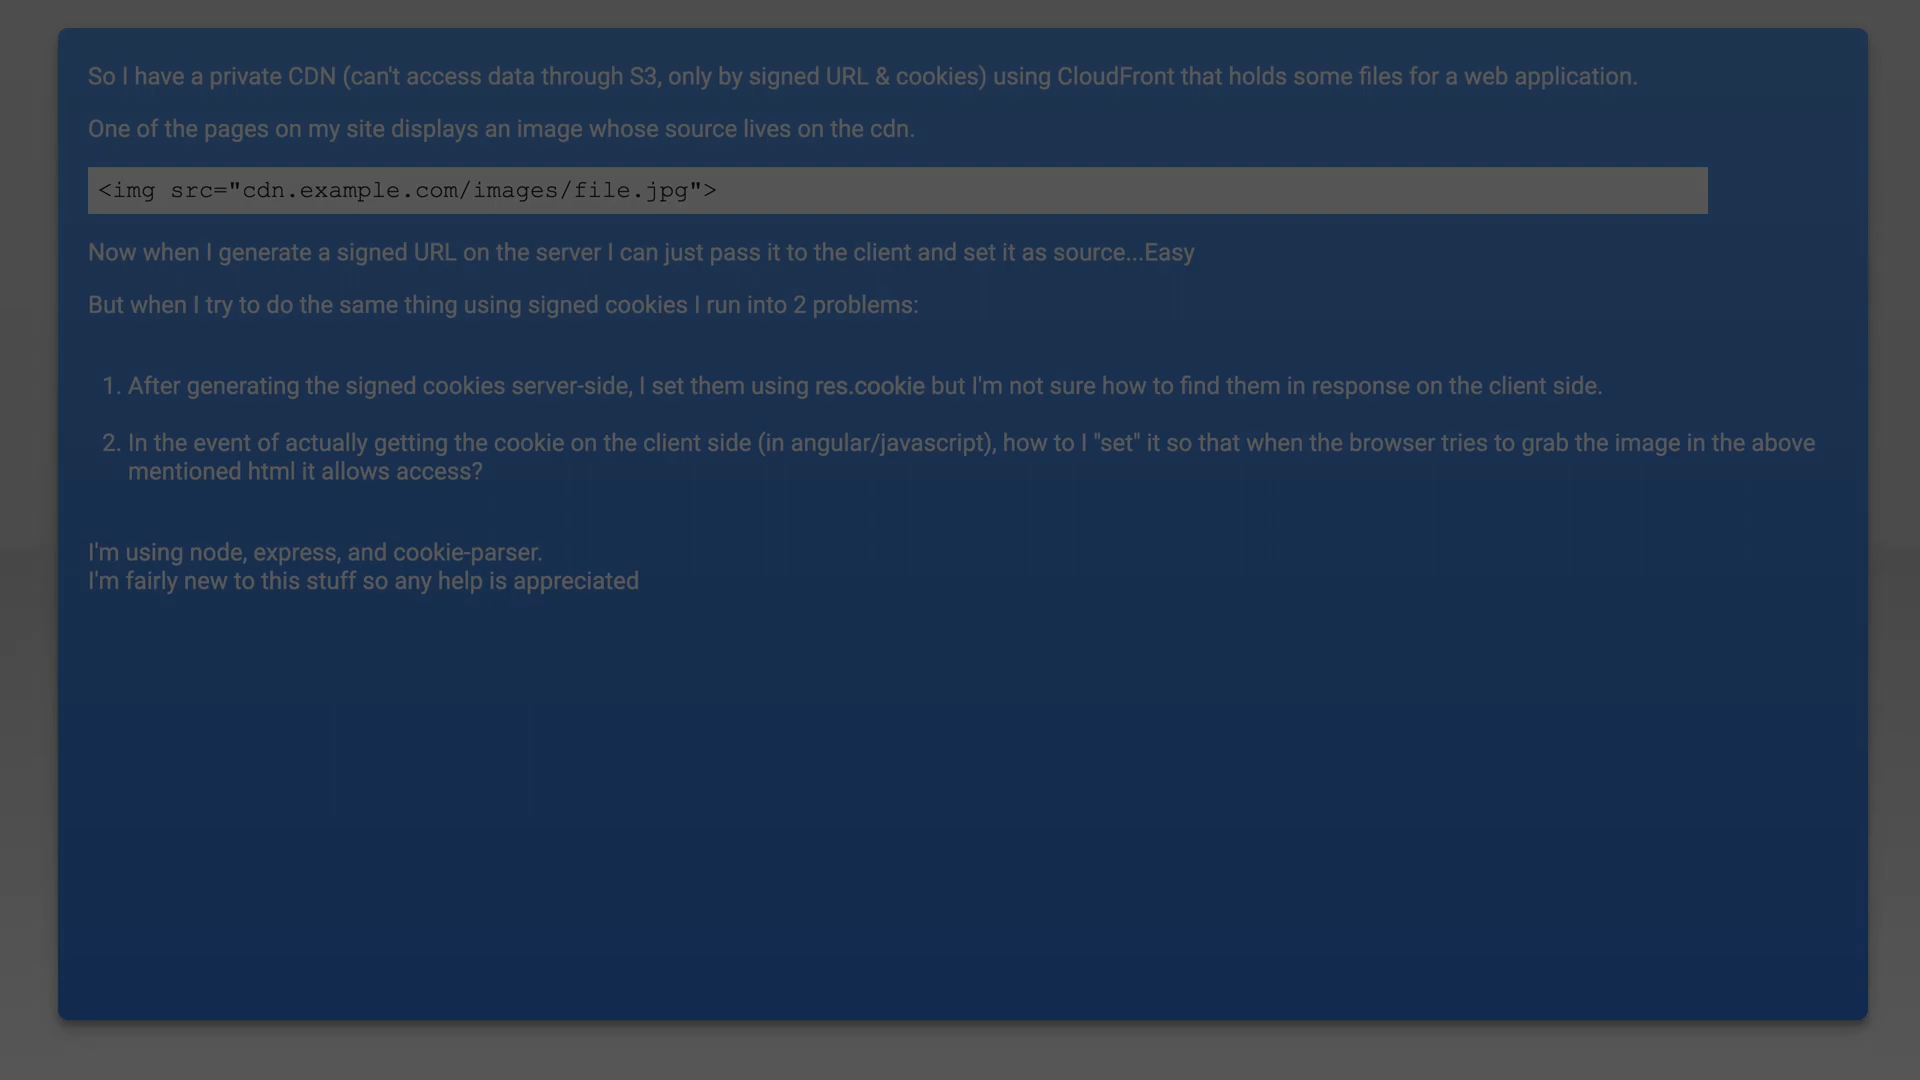 So I have a private CDN (can't access data through S3, only by signed URL & cookies) using CloudFront that holds some files for a web application.
One of the pages on my site displays an image whose source lives on the cdn.
<img src="cdn.example.com/images/file.jpg">
Now when I generate a signed URL on the server I can just pass it to the client and set it as source...Easy
But when I try to do the same thing using signed cookies I run into 2 problems:
1. After generating the signed cookies server-side, I set them using res.cookie but I'm not sure how to find them in response on the client side.
2. In the event of actually getting the cookie on the client side (in angular/javascript), how to I "set" it so that when the browser tries to grab the image in the above
mentioned html it allows access?
I'm using node, express, and cookie-parser.
I'm fairly new to this stuff so any help is appreciated